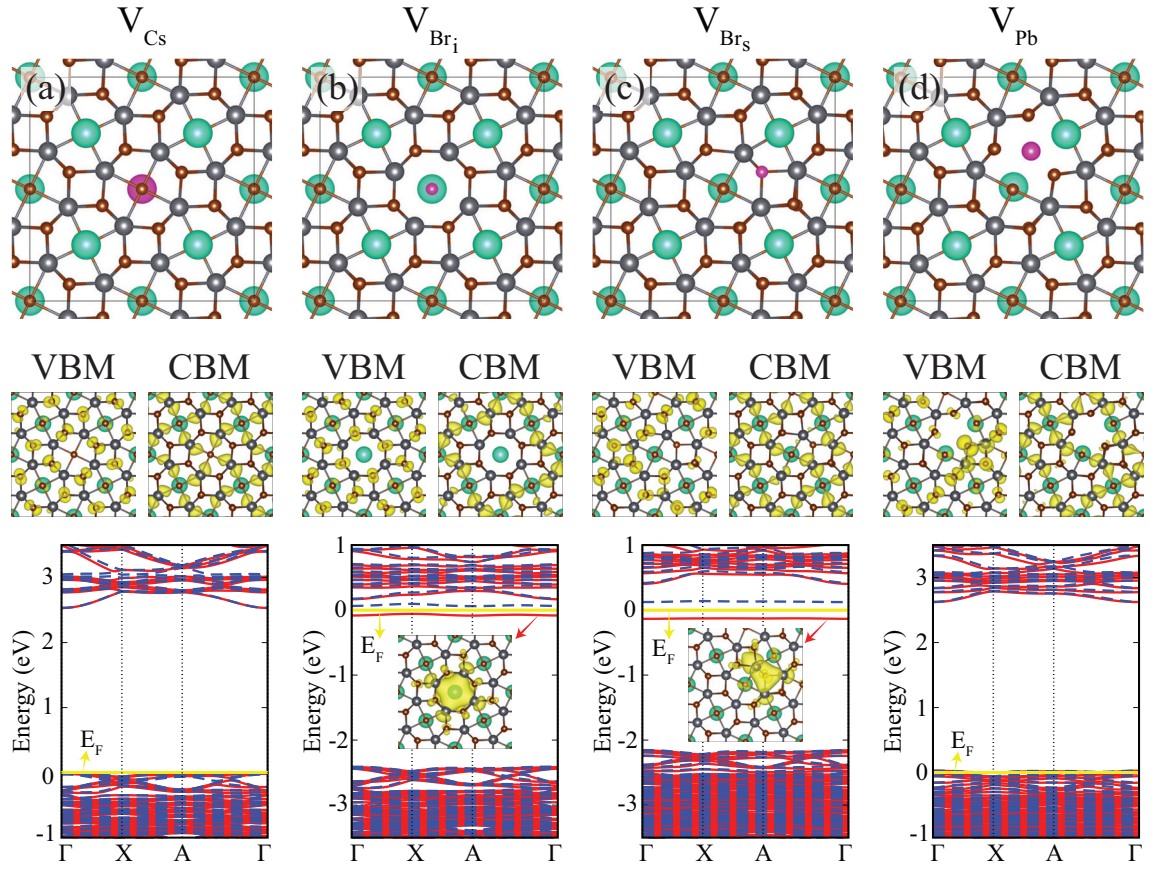 V_Cs V_Br_i V_Br_s V_Pb
(a) (b) (c) (d)
VBM CBM VBM CBM VBM CBM VBM CBM
Energy (eV)
3
2
1
0
-1
E_F
Γ X A Γ
Energy (eV)
1
0
-1
-2
-3
E_F
Γ X A Γ
Energy (eV)
1
0
-1
-2
-3
E_F
Γ X A Γ
Energy (eV)
3
2
1
0
-1
E_F
Γ X A Γ